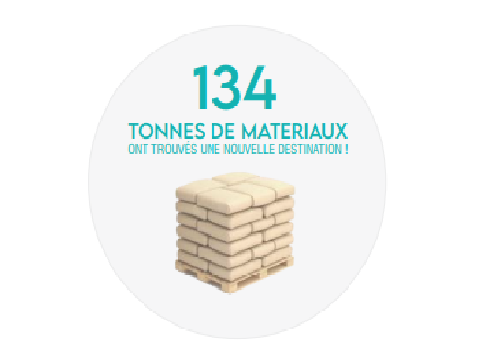 134
TONNES DE MATERIAUX
ONT TROUVÉS UNE NOUVELLE DESTINATION !